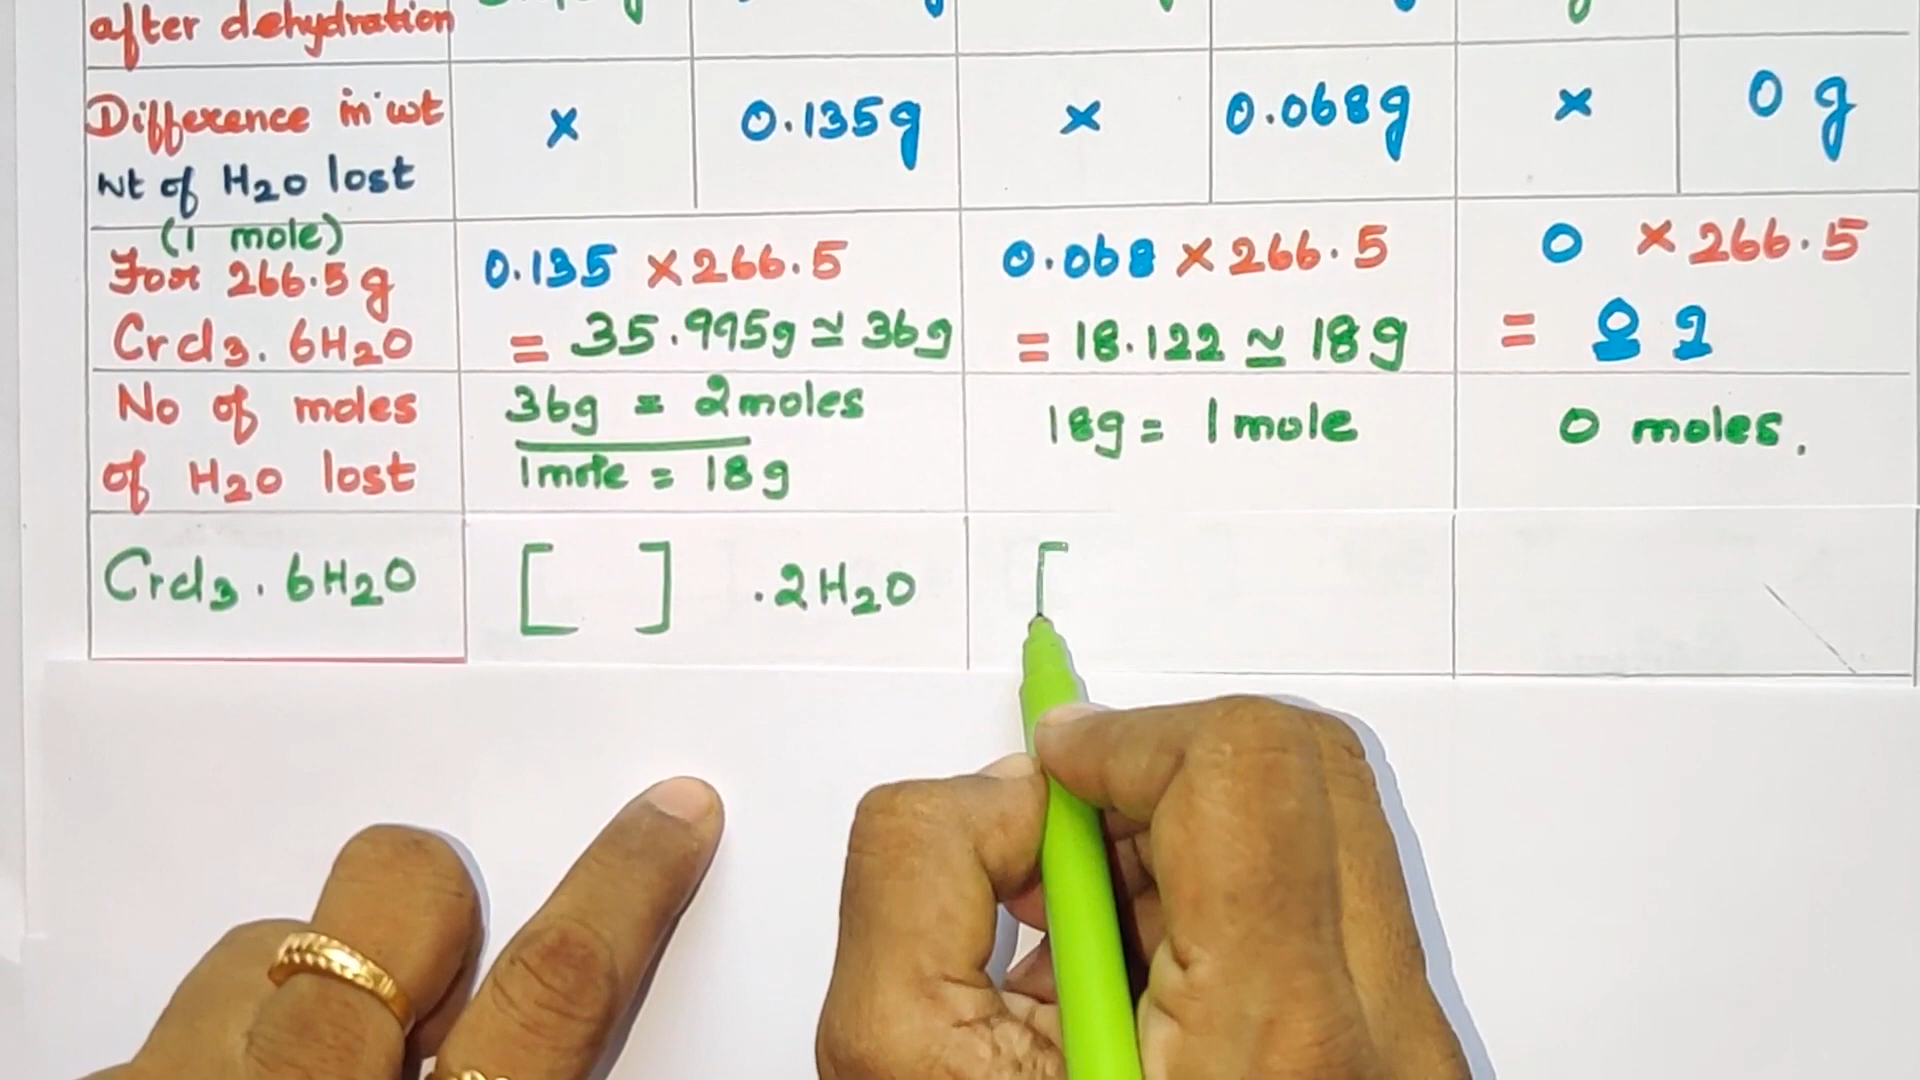 after dehydration
Difference in wt
Wt of H2O lost
x
0.135g
x
0.068g
x
0 g
(1 mole)
For 266.5g
CrCl3. 6H2O
0.135 x 266.5
= 35.995g ≃ 36g
0.068 x 266.5
= 18.122 ≃ 18g
0 x 266.5
= 0 g
No of moles
of H2O lost
36g = 2moles
1mole = 18g
18g = 1 mole
0 moles.
CrCl3. 6H2O
[ ] .2H2O
[